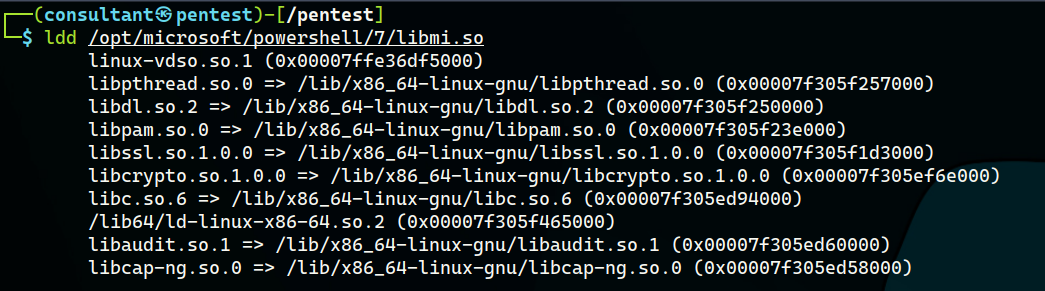 (consultant㉿pentest)-[/pentest]
$ ldd /opt/microsoft/powershell/7/libmi.so
linux-vdso.so.1 (0x00007ffe36df5000)
libpthread.so.0 => /lib/x86_64-linux-gnu/libpthread.so.0 (0x00007f305f257000)
libdl.so.2 => /lib/x86_64-linux-gnu/libdl.so.2 (0x00007f305f250000)
libpam.so.0 => /lib/x86_64-linux-gnu/libpam.so.0 (0x00007f305f23e000)
libssl.so.1.0.0 => /lib/x86_64-linux-gnu/libssl.so.1.0.0 (0x00007f305f1d3000)
libcrypto.so.1.0.0 => /lib/x86_64-linux-gnu/libcrypto.so.1.0.0 (0x00007f305ef6e000)
libc.so.6 => /lib/x86_64-linux-gnu/libc.so.6 (0x00007f305ed94000)
/lib64/ld-linux-x86-64.so.2 (0x00007f305f465000)
libaudit.so.1 => /lib/x86_64-linux-gnu/libaudit.so.1 (0x00007f305ed60000)
libcap-ng.so.0 => /lib/x86_64-linux-gnu/libcap-ng.so.0 (0x00007f305ed58000)